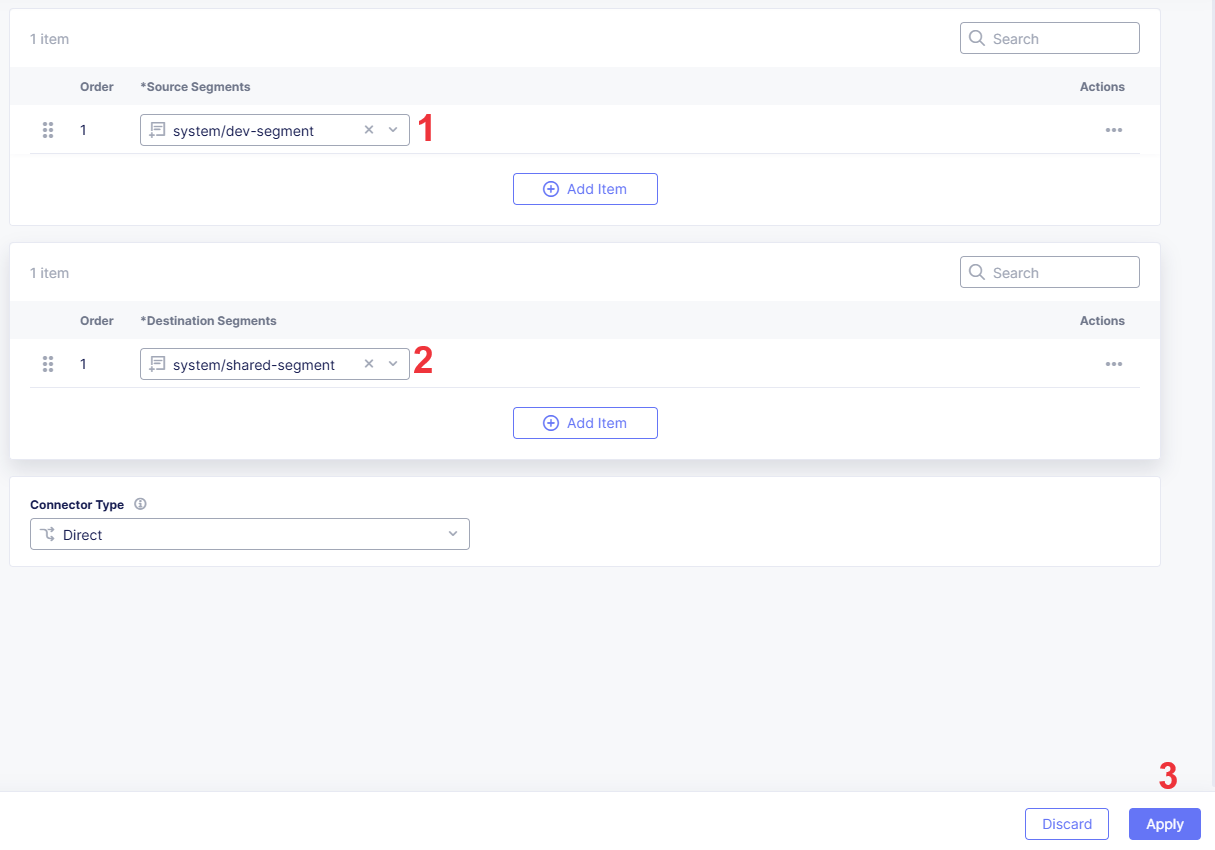 1 item
Search
Order *Source Segments Actions
1 system/dev-segment 1
Add Item
1 item
Search
Order *Destination Segments Actions
1 system/shared-segment 2
Add Item
Connector Type
Direct
3
Discard Apply